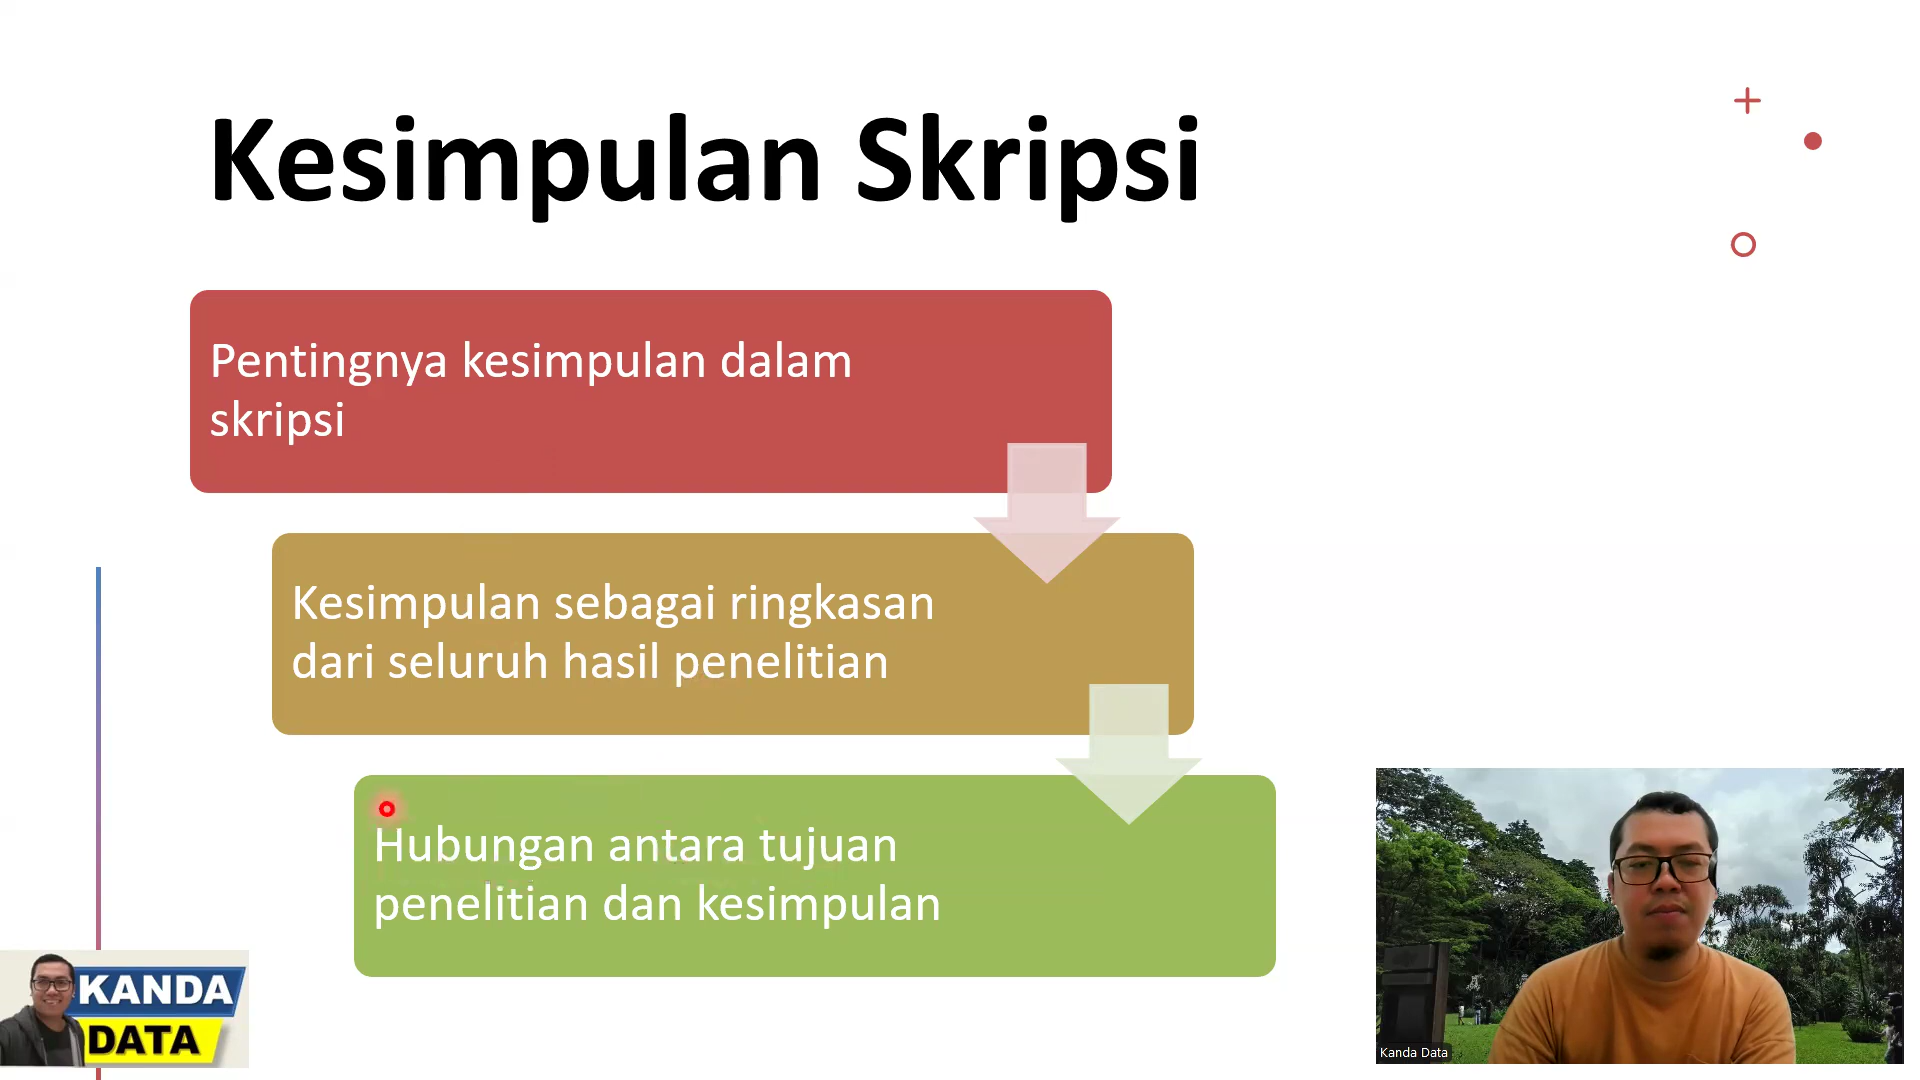 Kesimpulan Skripsi
Pentingnya kesimpulan dalam
skripsi
Kesimpulan sebagai ringkasan
dari seluruh hasil penelitian
Hubungan antara tujuan
penelitian dan kesimpulan
KANDA
DATA
Kanda Data